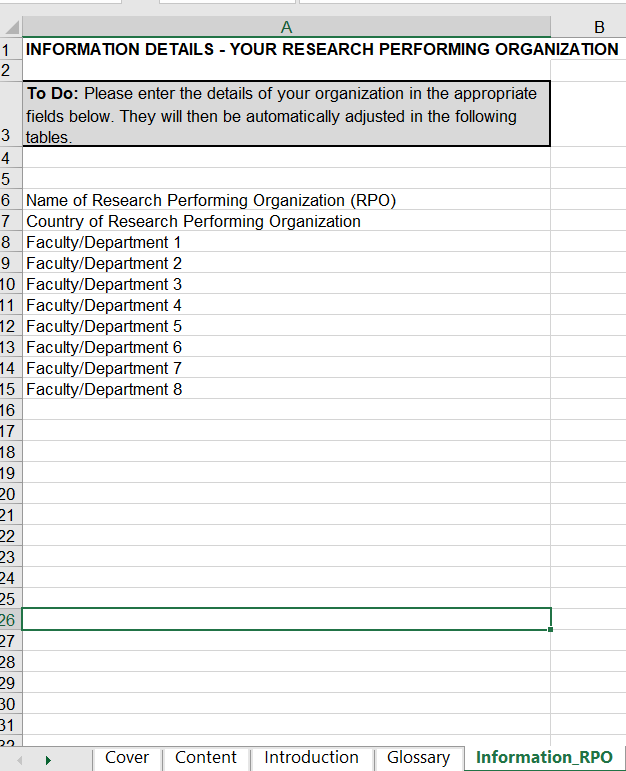 A B
1 INFORMATION DETAILS - YOUR RESEARCH PERFORMING ORGANIZATION
2
To Do: Please enter the details of your organization in the appropriate
fields below. They will then be automatically adjusted in the following
3 tables.
4
5
6 Name of Research Performing Organization (RPO)
7 Country of Research Performing Organization
8 Faculty/Department 1
9 Faculty/Department 2
10 Faculty/Department 3
11 Faculty/Department 4
12 Faculty/Department 5
13 Faculty/Department 6
14 Faculty/Department 7
15 Faculty/Department 8
16
17
18
19
20
21
22
23
24
25
26
27
28
29
30
31
32
Cover Content Introduction Glossary Information_RPO